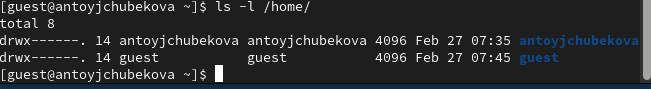 [guest@antoyjchubekova ~]$ ls -l /home/
total 8
drwx------. 14 antoyjchubekova antoyjchubekova 4096 Feb 27 07:35 antoyjchubekova
drwx------. 14 guest           guest           4096 Feb 27 07:45 guest
[guest@antoyjchubekova ~]$